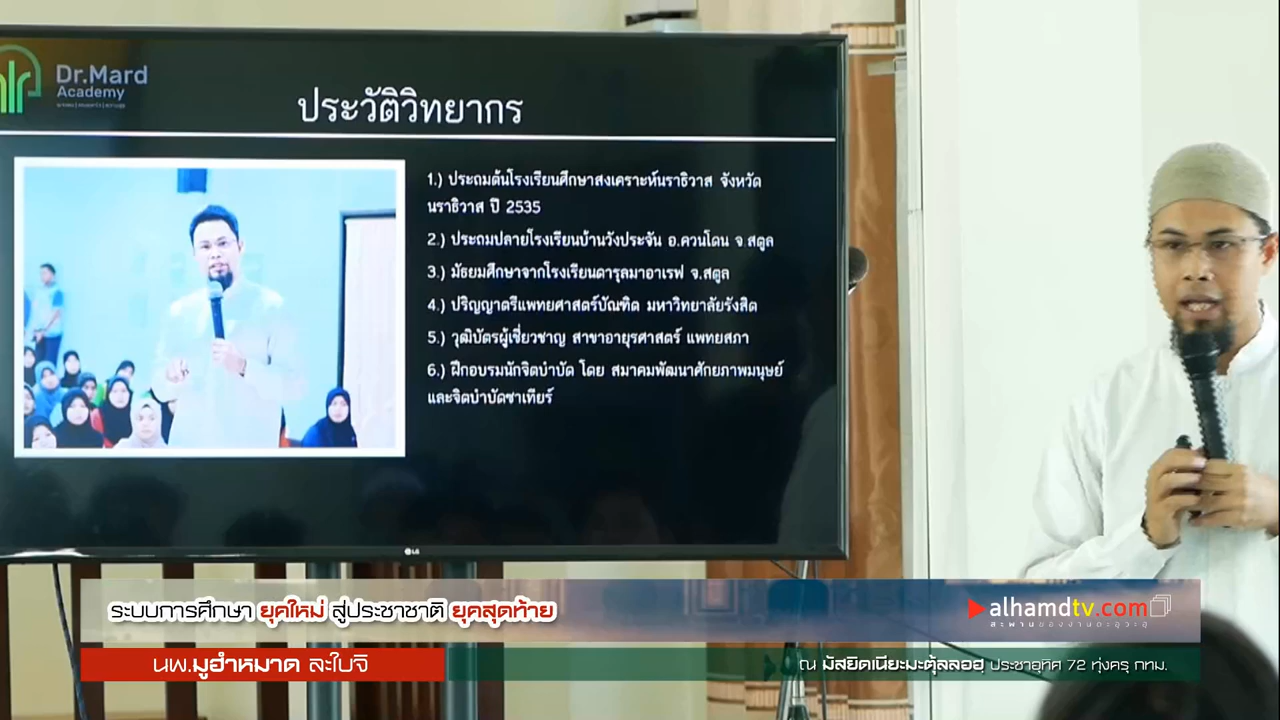 Dr.Mard
Academy
ประวัติวิทยากร
1.) ประถมต้นโรงเรียนศึกษาสงเคราะห์นราธิวาส จังหวัด
นราธิวาส ปี 2535
2.) ประถมปลายโรงเรียนบ้านวังประจัน อ.ควนโดน จ.สตูล
3.) มัธยมศึกษาจากโรงเรียนดารุลมาอาเรฟ จ.สตูล
4.) ปริญญาตรีแพทยศาสตร์บัณฑิต มหาวิทยาลัยรังสิต
5.) วุฒิบัตรผู้เชี่ยวชาญ สาขาอายุรศาสตร์ แพทยสภา
6.) ฝึกอบรมนักจิตบำบัด โดย สมาคมพัฒนาศักยภาพมนุษย์
และจิตบำบัดซาเทียร์
LG
ระบบการศึกษา ยุคใหม่ สู่ประชาชาติ ยุคสุดท้าย
alhamdtv.com
สะพานของงานดะอฺวะฮฺ
นพ.มูฮำหมาด ละใบจิ
ณ มัสยิดเนียะมะตุ้ลลออฺ ประชาอุทิศ 72 ทุ่งครุ กทม.